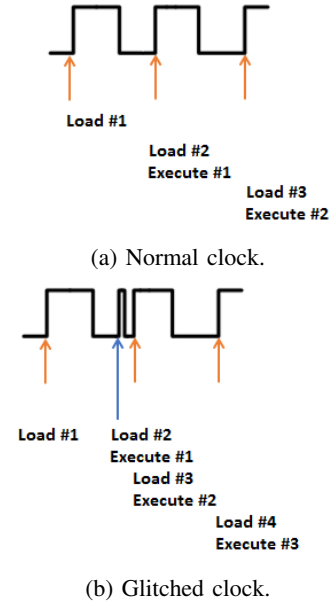 Load #1
Load #2
Execute #1
Load #3
Execute #2
(a) Normal clock.
Load #1
Load #2
Execute #1
Load #3
Execute #2
Load #4
Execute #3
(b) Glitched clock.